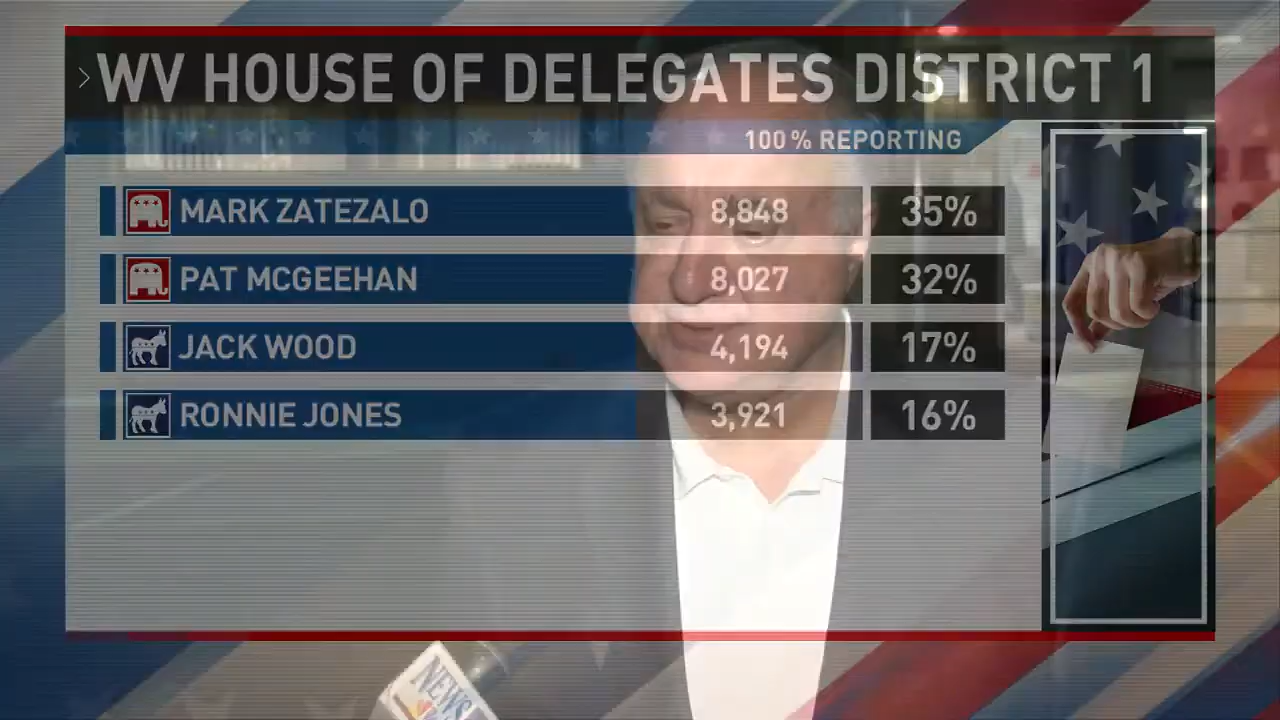 WV HOUSE OF DELEGATES DISTRICT 1
100% REPORTING
MARK ZATEZALO 8,848 35%
PAT MCGEEHAN 8,027 32%
JACK WOOD 4,194 17%
RONNIE JONES 3,921 16%
NEWS